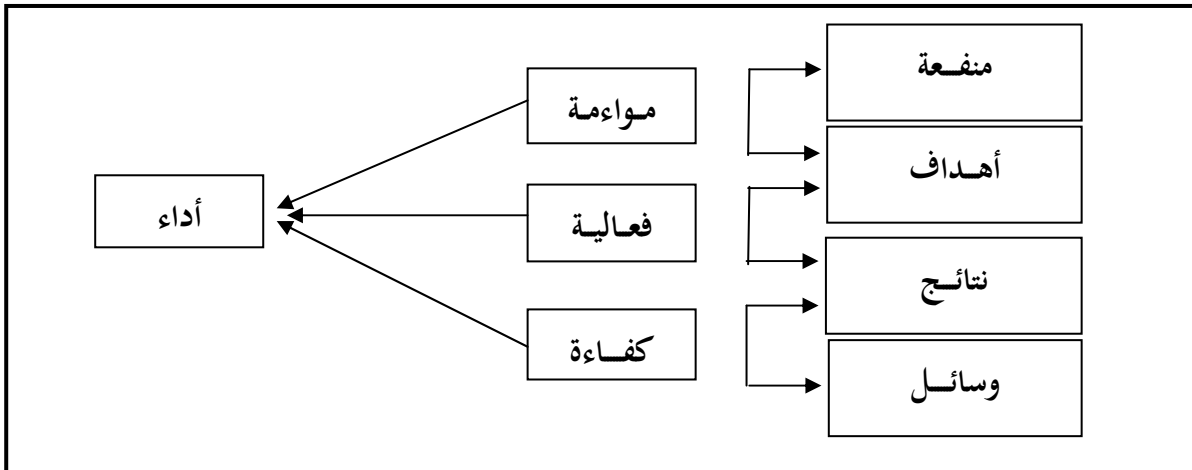 منفعة
مواءمة
أهداف
أداء
فعالية
نتائج
كفاءة
وسائل